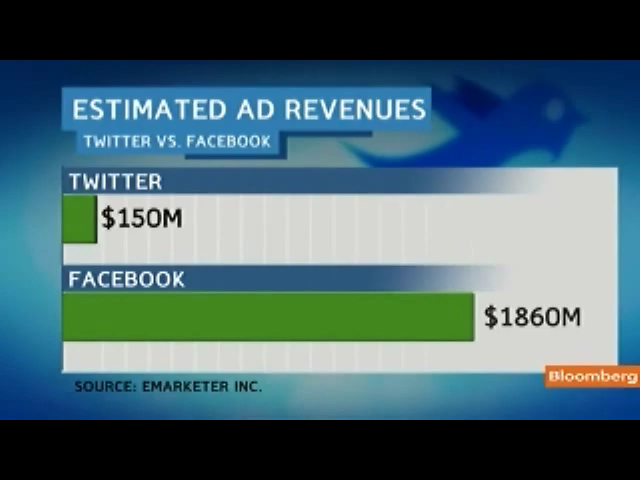 ESTIMATED AD REVENUES
TWITTER VS. FACEBOOK
TWITTER
$150M
FACEBOOK
$1860M
SOURCE: EMARKETER INC.
Bloomberg